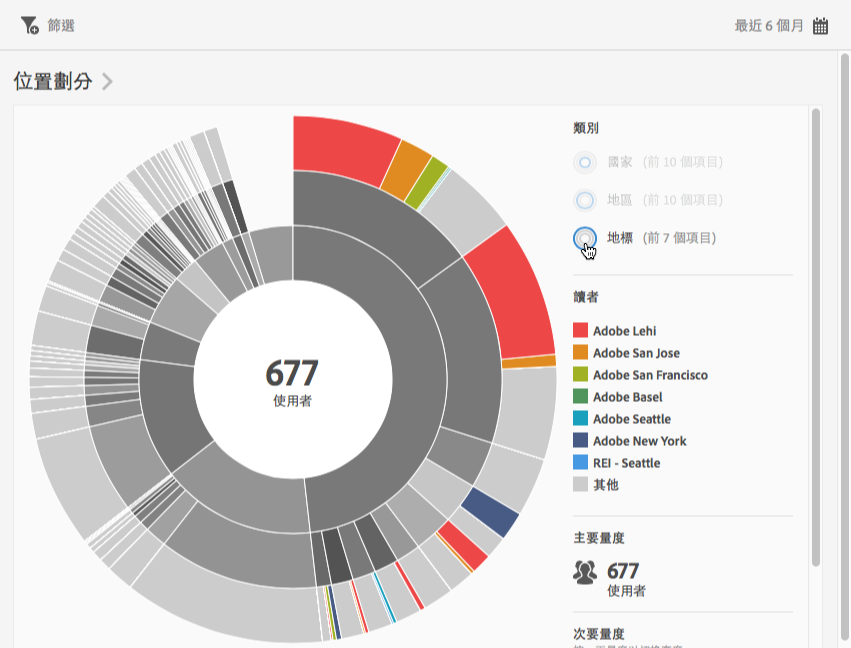 篩選
最近 6 個月
位置劃分
類別
國家 (前 10 個項目)
地區 (前 10 個項目)
地標 (前 7 個項目)
677
使用者
讀者
Adobe Lehi
Adobe San Jose
Adobe San Francisco
Adobe Basel
Adobe Seattle
Adobe New York
REI - Seattle
其他
主要量度
677
使用者
次要量度